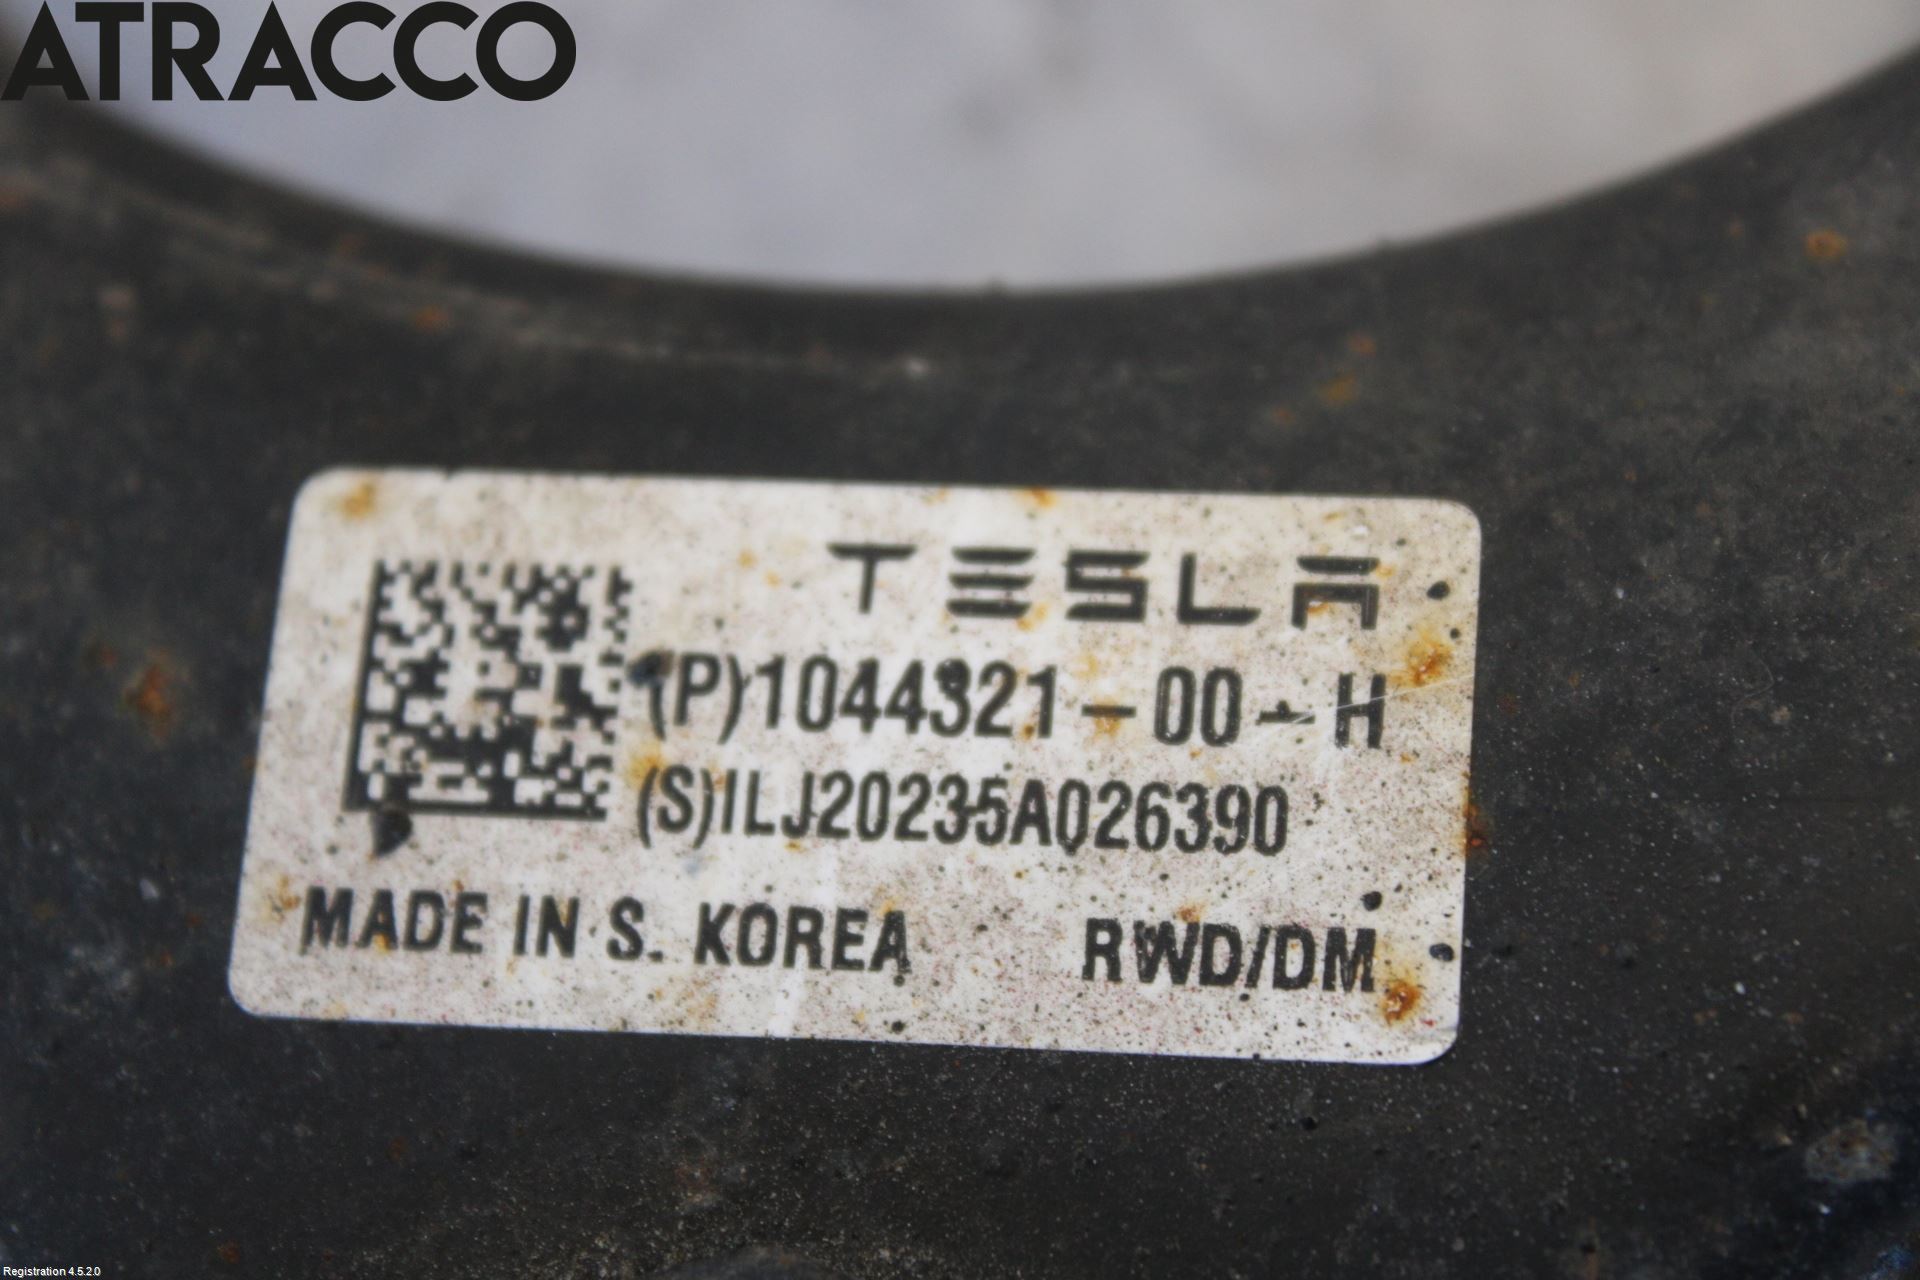 ATRACCO
TESLA
(P)1044321-00-H
(S)ILJ20235A026390
MADE IN S. KOREA RWD/DM
Registration 4.5.2.0